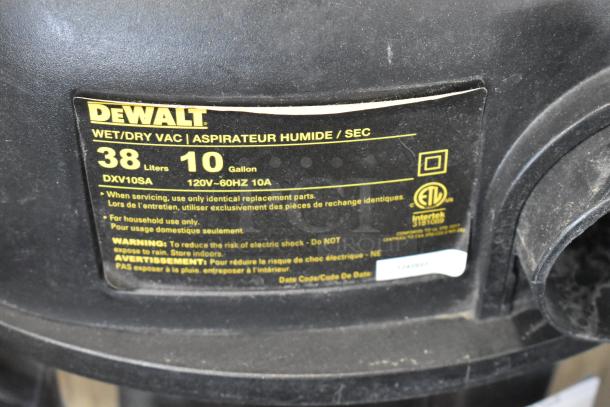 DEWALT
WET/DRY VAC | ASPIRATEUR HUMIDE / SEC
38 Liters 10 Gallon
DXV10SA 120V~60HZ 10A
• When servicing, use only identical replacement parts.
Lors de l'entretien, utiliser exclusivement des pièces de rechange identiques.
• For household use only.
Pour usage domestique seulement.
WARNING: To reduce the risk of electric shock - Do NOT
expose to rain. Store indoors.
AVERTISSEMENT: Pour réduire le risque de choc électrique - NE
PAS exposer à la pluie. entreposer à l'intérieur.
Date Code/Code De Date
ETL
Intertek
3181009